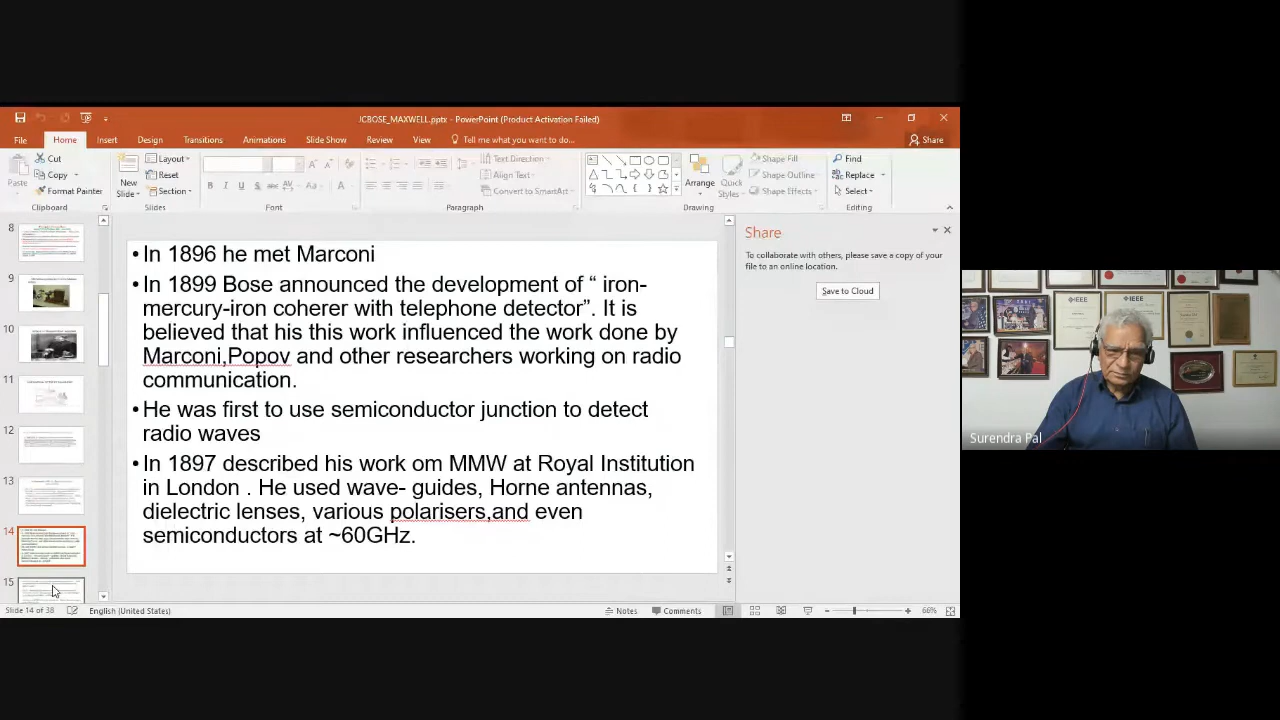 JCBOSE_MAXWELL.pptx - PowerPoint (Product Activation Failed)
File Home Insert Design Transitions Animations Slide Show Review View Tell me what you want to do... Share
Paste
Cut
Copy
Format Painter
Clipboard
New
Slide
Layout
Reset
Section
Slides
Font
Text Direction
Align Text
Convert to SmartArt
Paragraph
Arrange
Quick
Styles
Shape Fill
Shape Outline
Shape Effects
Drawing
Find
Replace
Select
Editing
8
9
10
11
12
13
14
15
•In 1896 he met Marconi
•In 1899 Bose announced the development of “ iron-
mercury-iron coherer with telephone detector”. It is
believed that his this work influenced the work done by
Marconi,Popov and other researchers working on radio
communication.
•He was first to use semiconductor junction to detect
radio waves
•In 1897 described his work om MMW at Royal Institution
in London . He used wave- guides, Horne antennas,
dielectric lenses, various polarisers,and even
semiconductors at ~60GHz.
Share
To collaborate with others, please save a copy of your
file to an online location.
Save to Cloud
IEEE
IEEE
Surendra Pal
Slide 14 of 38 English (United States) Notes Comments 66%